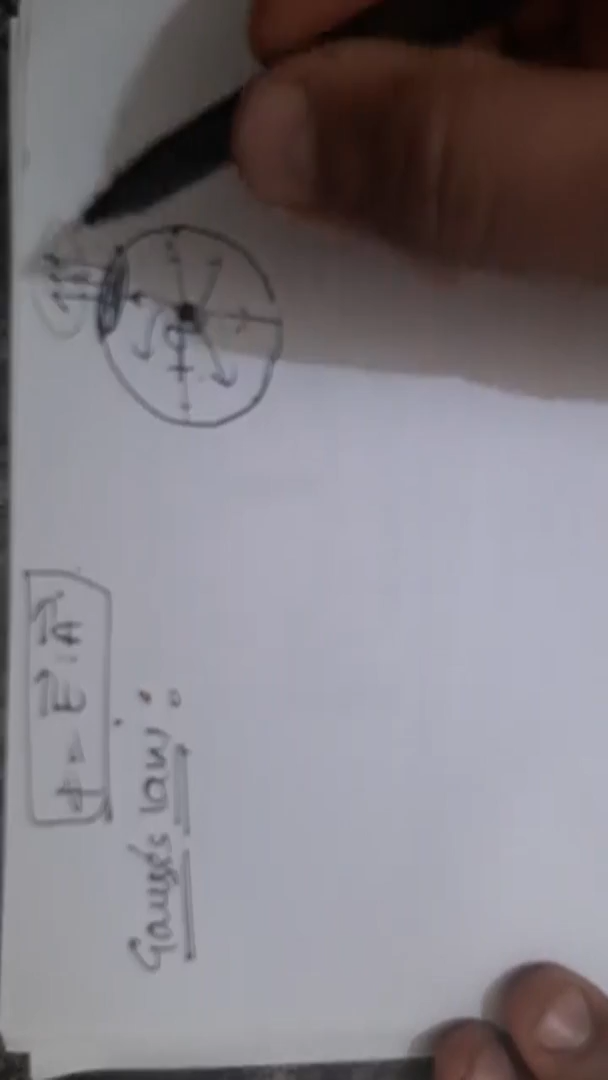 ϕ = E⃗ . A⃗
Gauss's law :
+q